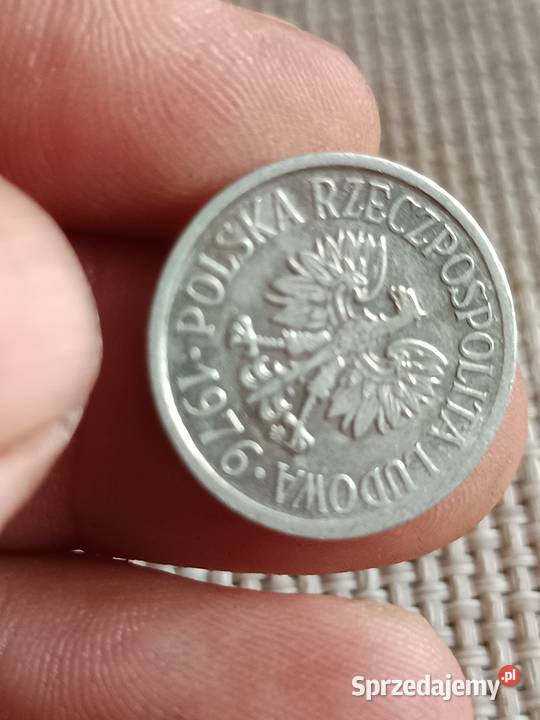 POLSKA RZECZPOSPOLITA LUDOWA
·1976·
Sprzedajemy.pl